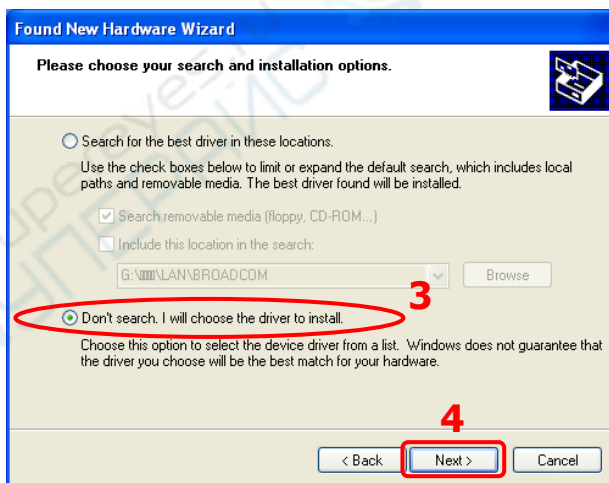 Found New Hardware Wizard
Please choose your search and installation options.
Search for the best driver in these locations.
Use the check boxes below to limit or expand the default search, which includes local
paths and removable media. The best driver found will be installed.
Search removable media (floppy, CD-ROM...)
Include this location in the search:
\LAN\BROADCOM
Browse
3
Don't search. I will choose the driver to install.
Choose this option to select the device driver from a list. Windows does not guarantee that
the driver you choose will be the best match for your hardware.
4
< Back
Next >
Cancel